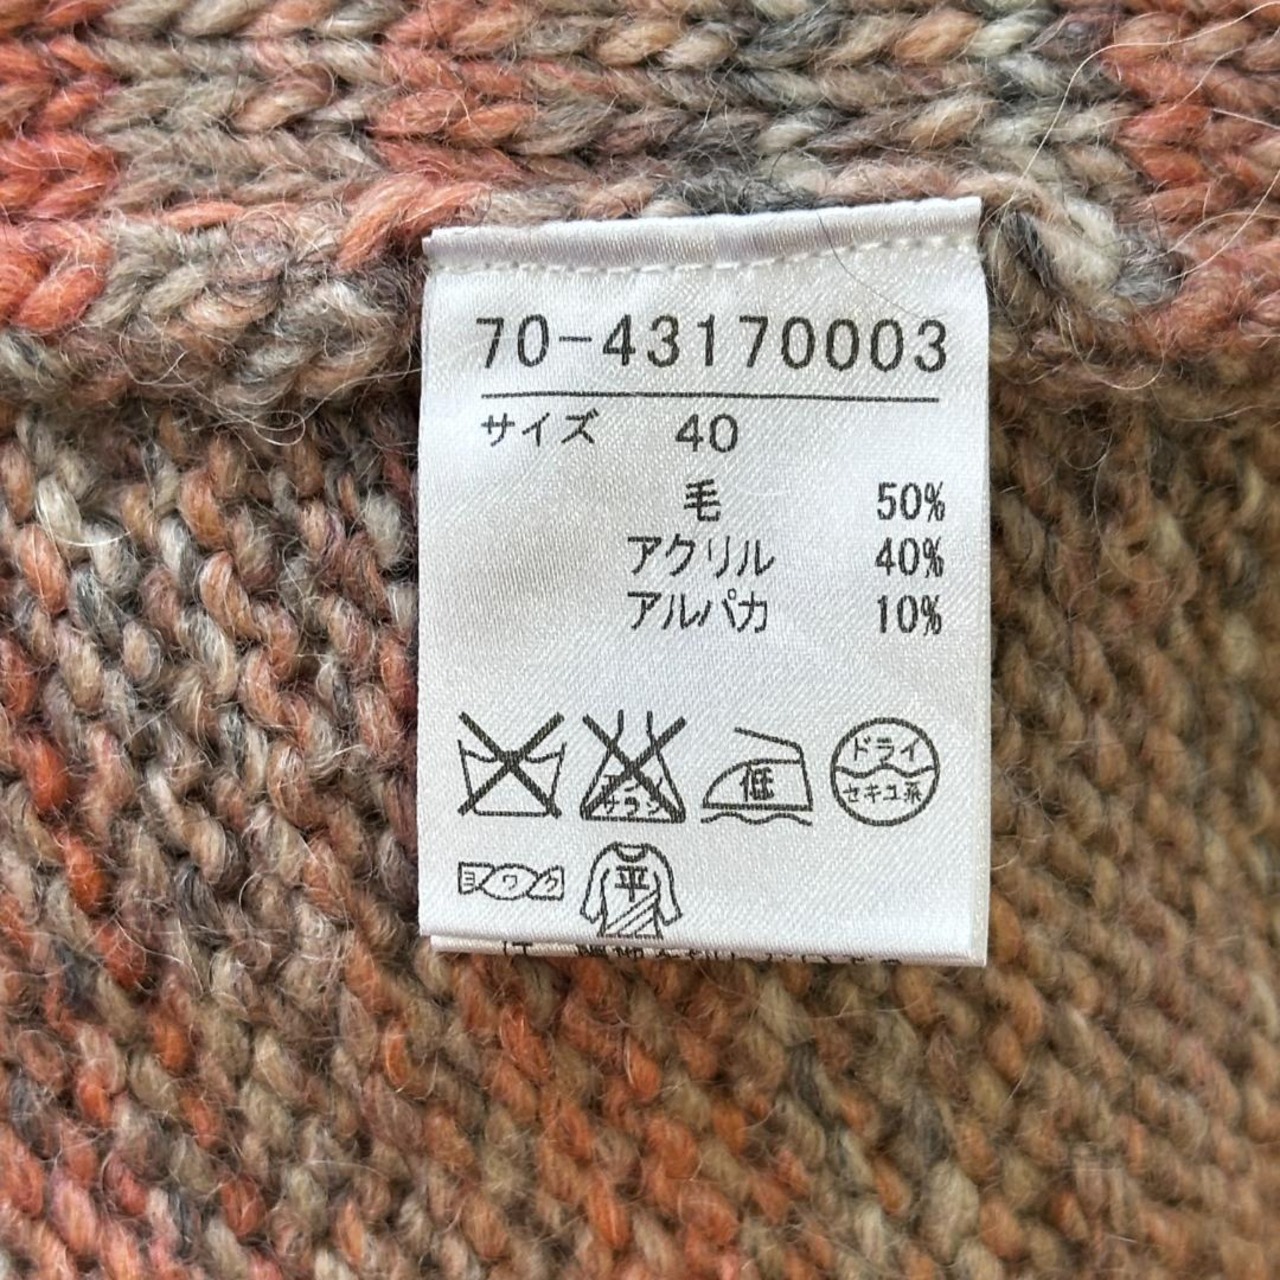 70-43170003
サイズ 40
毛 50%
アクリル 40%
アルパカ 10%
低
ドライ
セキユ系
ヨワク
平